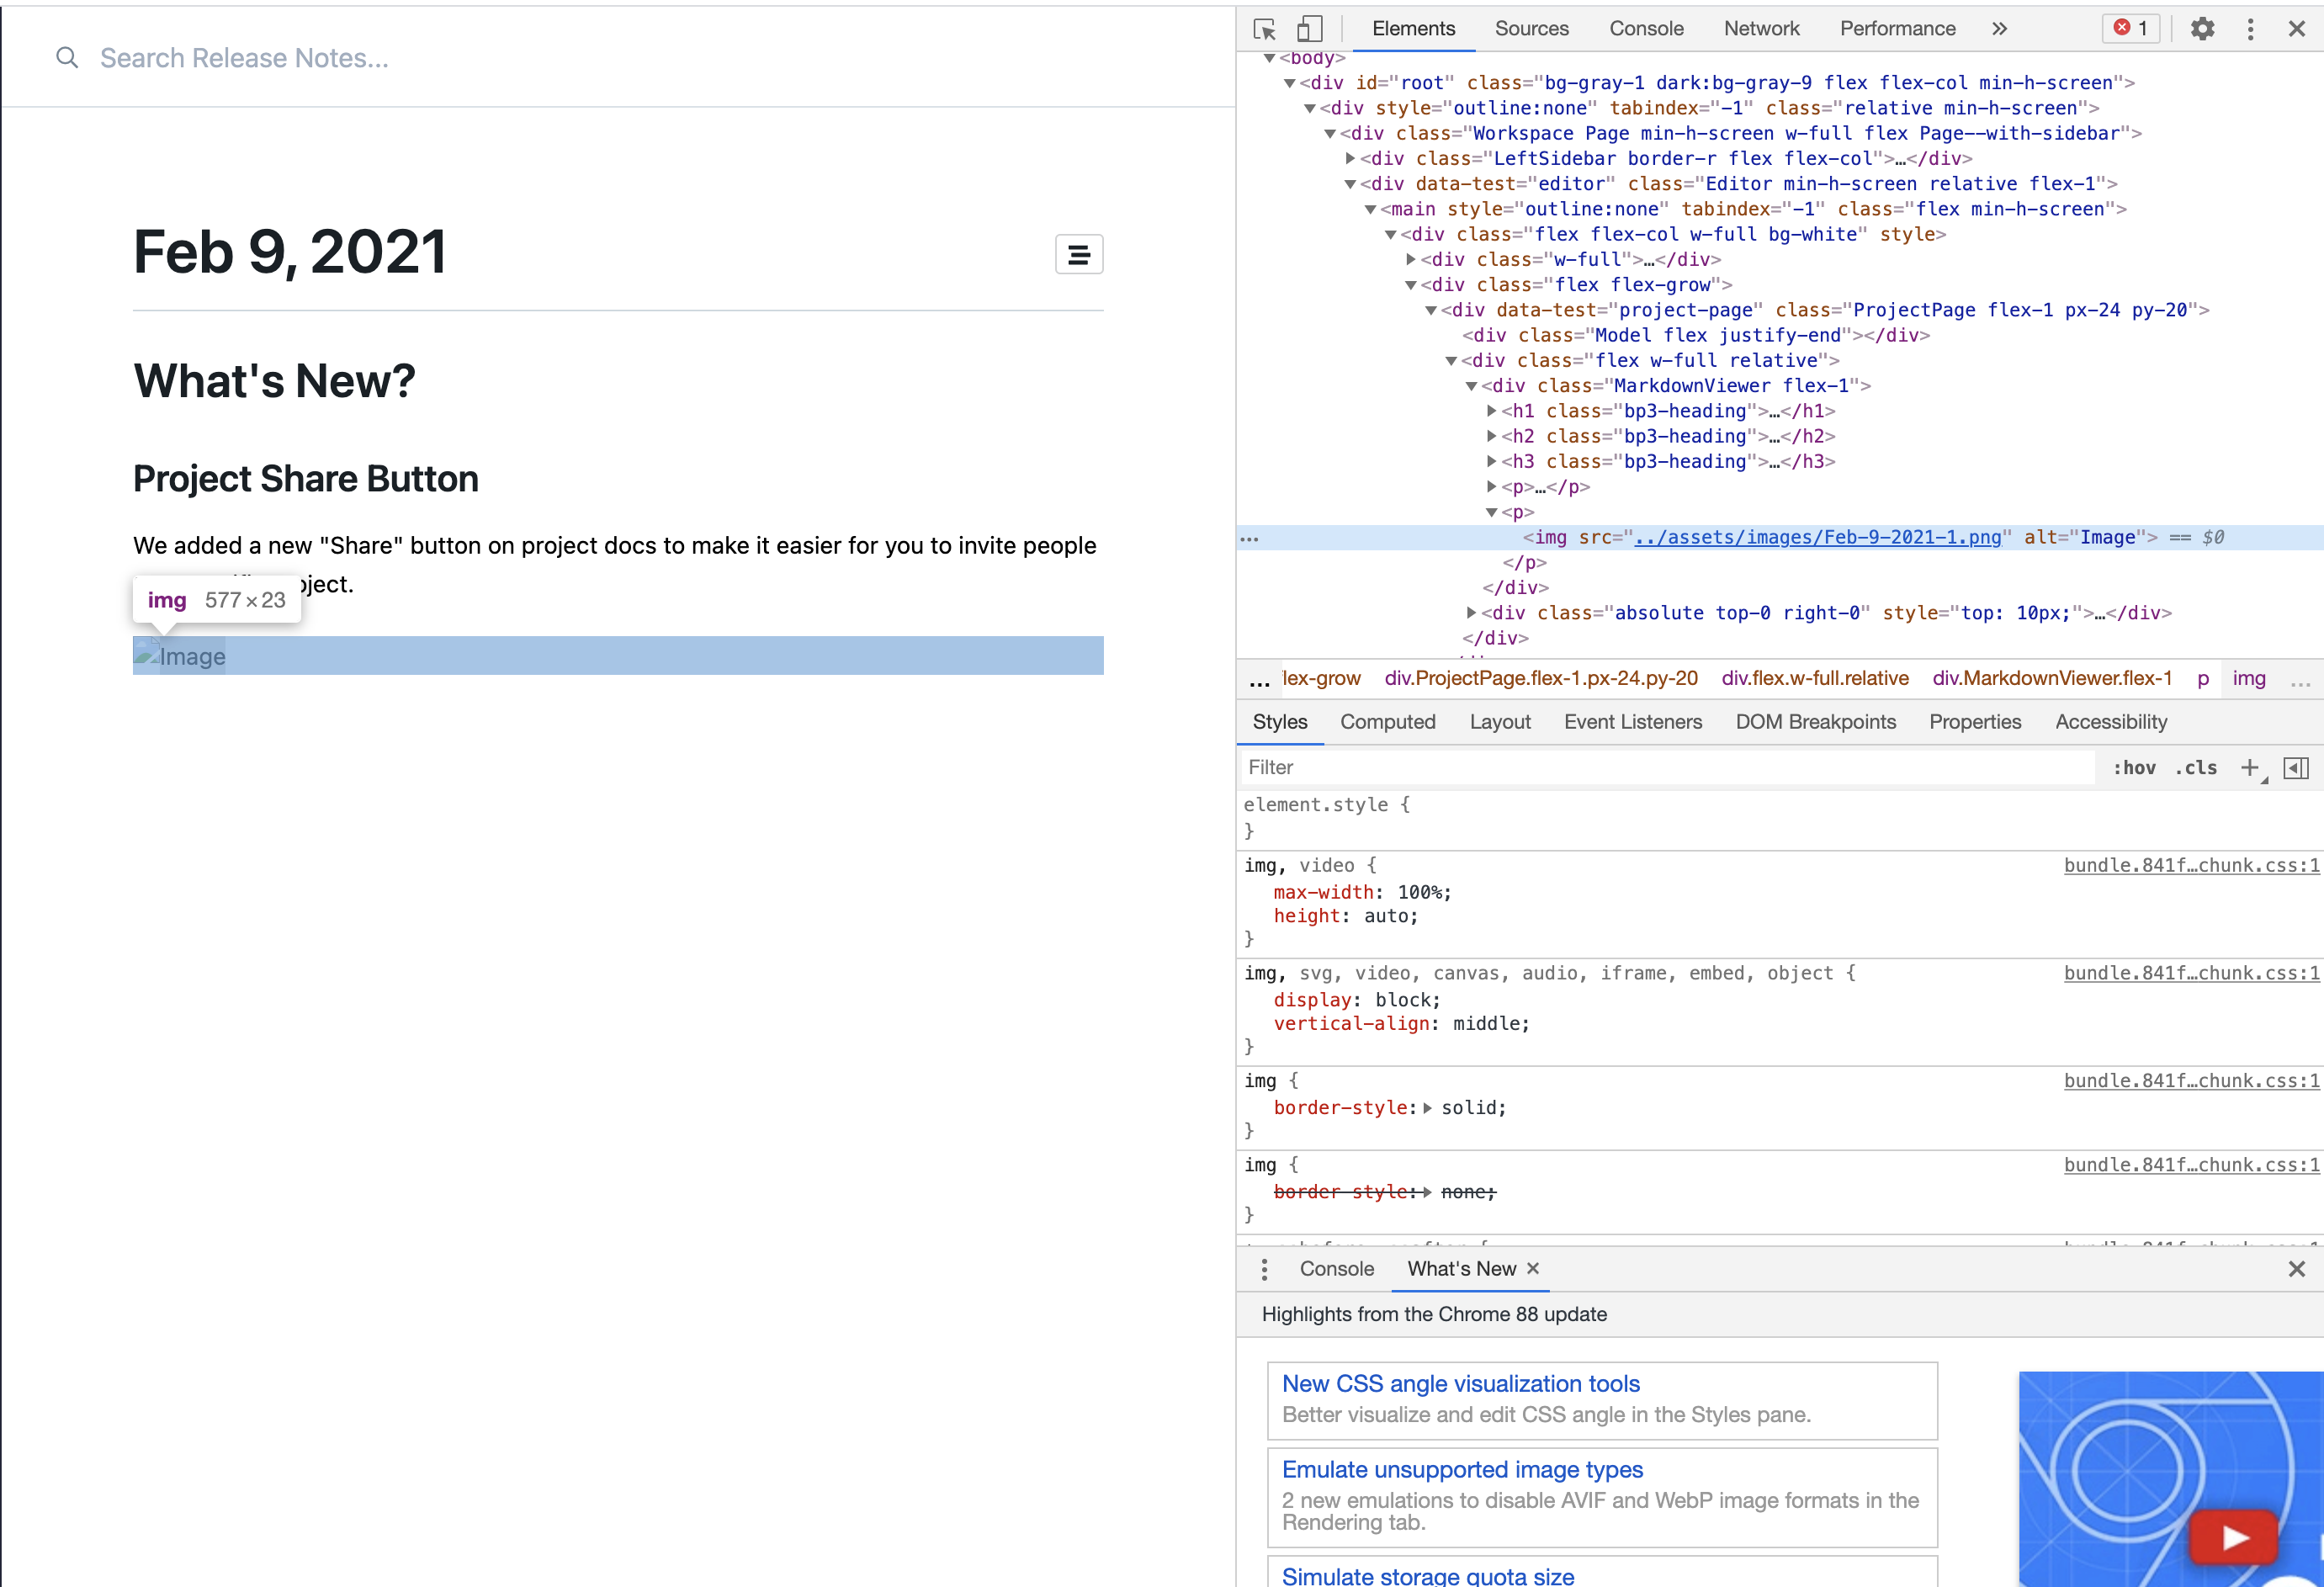 Search Release Notes...
Feb 9, 2021
What's New?
Project Share Button
We added a new "Share" button on project docs to make it easier for you to invite people
oject.
img 577 × 23
Image
Elements Sources Console Network Performance » 1
<body>
<div id="root" class="bg-gray-1 dark:bg-gray-9 flex flex-col min-h-screen">
<div style="outline:none" tabindex="-1" class="relative min-h-screen">
<div class="Workspace Page min-h-screen w-full flex Page--with-sidebar">
<div class="LeftSidebar border-r flex flex-col">…</div>
<div data-test="editor" class="Editor min-h-screen relative flex-1">
<main style="outline:none" tabindex="-1" class="flex min-h-screen">
<div class="flex flex-col w-full bg-white" style>
<div class="w-full">…</div>
<div class="flex flex-grow">
<div data-test="project-page" class="ProjectPage flex-1 px-24 py-20">
<div class="Model flex justify-end"></div>
<div class="flex w-full relative">
<div class="MarkdownViewer flex-1">
<h1 class="bp3-heading">…</h1>
<h2 class="bp3-heading">…</h2>
<h3 class="bp3-heading">…</h3>
<p>…</p>
<p>
… <img src="../assets/images/Feb-9-2021-1.png" alt="Image"> == $0
</p>
</div>
<div class="absolute top-0 right-0" style="top: 10px;">…</div>
</div>
... lex-grow div.ProjectPage.flex-1.px-24.py-20 div.flex.w-full.relative div.MarkdownViewer.flex-1 p img ...
Styles Computed Layout Event Listeners DOM Breakpoints Properties Accessibility
Filter :hov .cls +
element.style {
}
img, video { bundle.841f…chunk.css:1
max-width: 100%;
height: auto;
}
img, svg, video, canvas, audio, iframe, embed, object { bundle.841f…chunk.css:1
display: block;
vertical-align: middle;
}
img { bundle.841f…chunk.css:1
border-style: solid;
}
img { bundle.841f…chunk.css:1
border-style: none;
}
Console What's New ×
Highlights from the Chrome 88 update
New CSS angle visualization tools
Better visualize and edit CSS angle in the Styles pane.
Emulate unsupported image types
2 new emulations to disable AVIF and WebP image formats in the
Rendering tab.
Simulate storage quota size